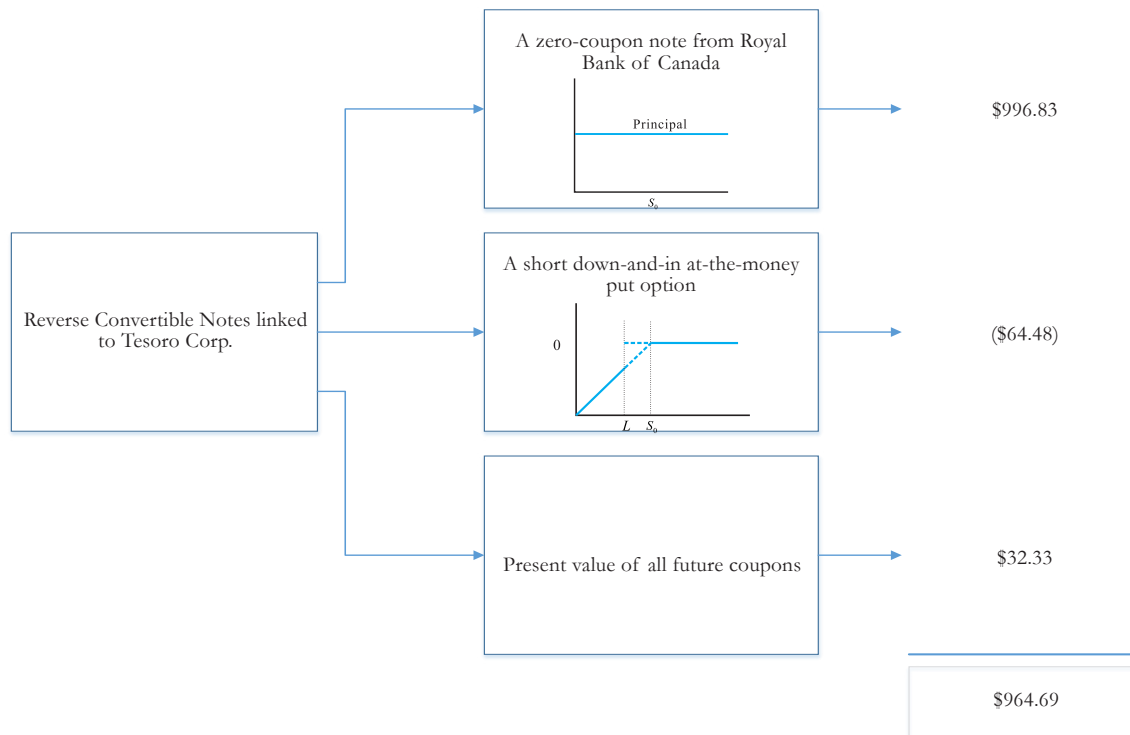 A zero-coupon note from Royal
Bank of Canada
Principal
S₀
$996.83
Reverse Convertible Notes linked
to Tesoro Corp.
A short down-and-in at-the-money
put option
0
L S₀
($64.48)
Present value of all future coupons
$32.33
$964.69